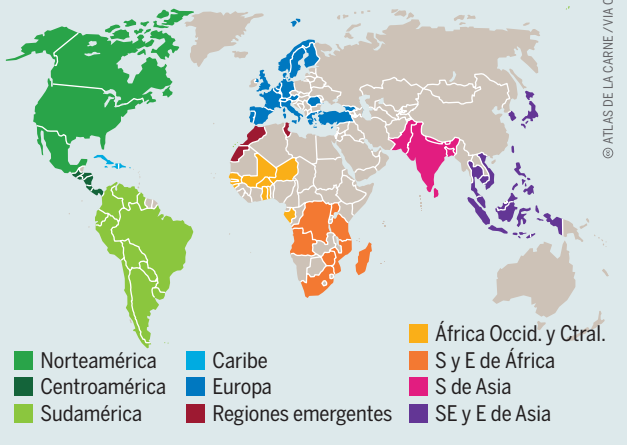 © ATLAS DE LA CARNE / VIA C
Norteamérica
Centroamérica
Sudamérica
Caribe
Europa
Regiones emergentes
África Occid. y Ctral.
S y E de África
S de Asia
SE y E de Asia